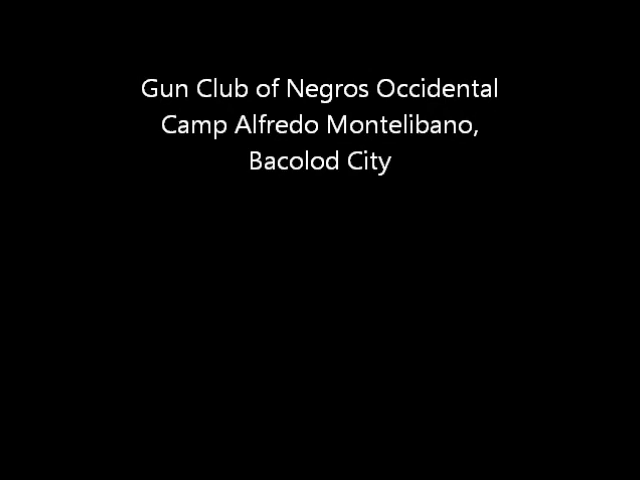 Gun Club of Negros Occidental
Camp Alfredo Montelibano,
Bacolod City